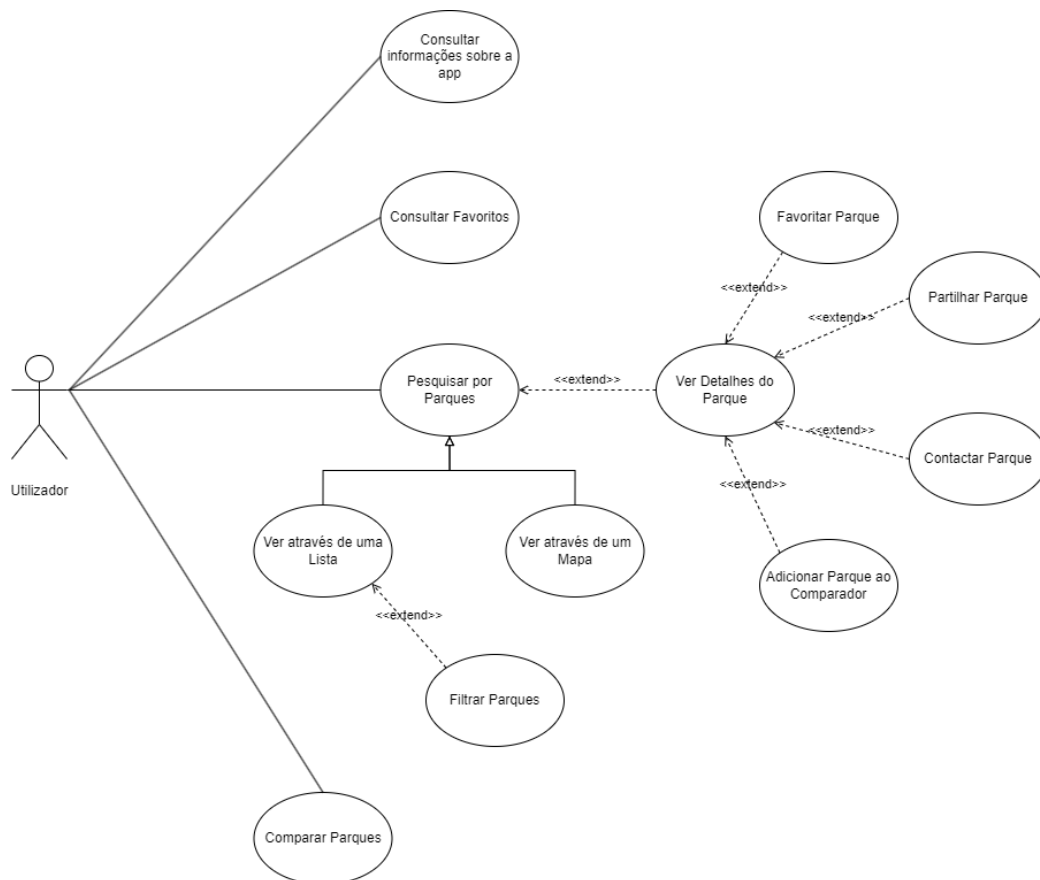 Consultar
informações sobre a
app
Consultar Favoritos
Favoritar Parque
<<extend>>
Partilhar Parque
<<extend>>
Pesquisar por
Parques
<<extend>>
Ver Detalhes do
Parque
<<extend>>
Contactar Parque
Utilizador
<<extend>>
Ver através de uma
Lista
Ver através de um
Mapa
Adicionar Parque ao
Comparador
<<extend>>
Filtrar Parques
Comparar Parques